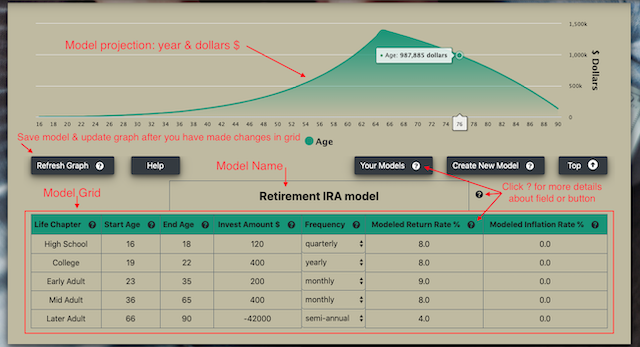 1,500k
Model projection: year & dollars $
• Age: 987,885 dollars
1,000k
500k
0
$ Dollars
16 18 20 22 24 26 28 30 32 34 36 38 40 42 44 46 48 50 52 54 56 58 60 62 64 66 68 70 72 74 76 78 80 82 84 86 88 90
Save model & update graph after you have made changes in grid
Age
Refresh Graph ? Help Your Models ? Create New Model ? Top
Model Name
Model Grid
Retirement IRA model ?
Click ? for more details
about field or button
Life Chapter ? Start Age ? End Age ? Invest Amount $ ? Frequency ? Modeled Return Rate % ? Modeled Inflation Rate % ?
High School 16 18 120 quarterly 8.0 0.0
College 19 22 400 yearly 8.0 0.0
Early Adult 23 35 200 monthly 9.0 0.0
Mid Adult 36 65 400 monthly 8.0 0.0
Later Adult 66 90 -42000 semi-annual 4.0 0.0